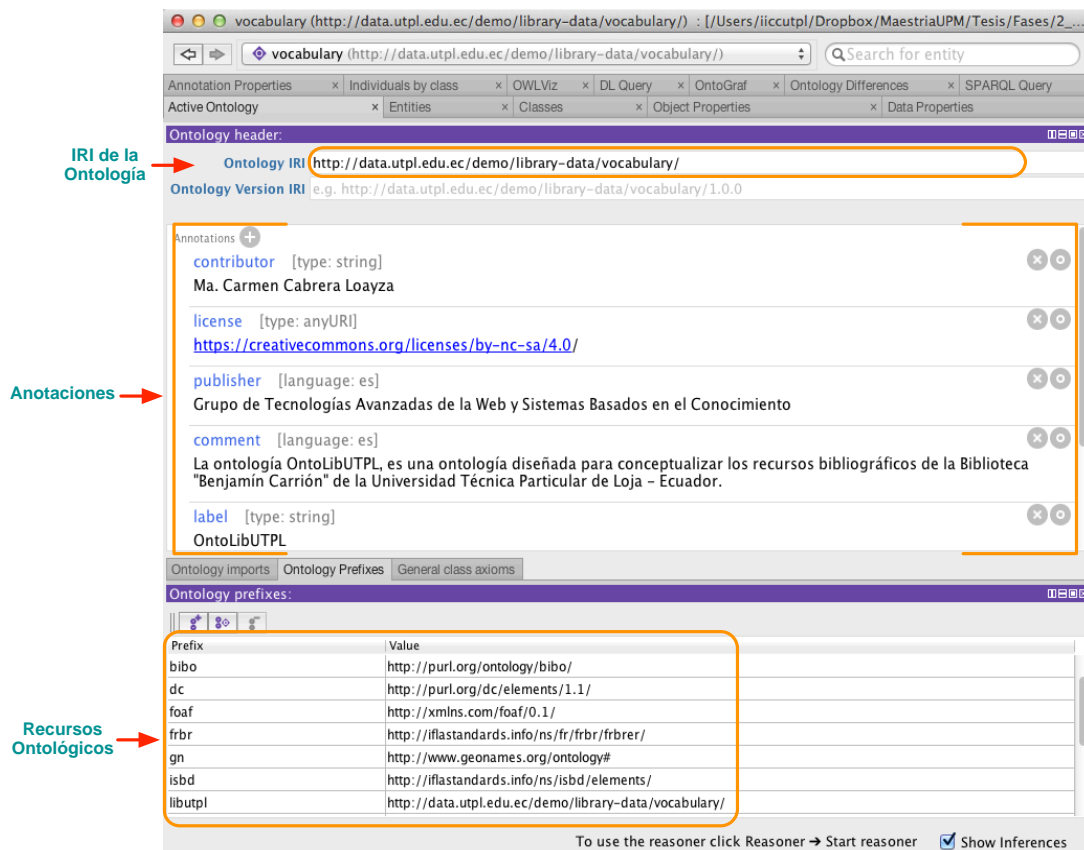 vocabulary (http://data.utpl.edu.ec/demo/library-data/vocabulary/) : [/Users/iiccutpl/Dropbox/MaestriaUPM/Tesis/Fases/2_...
vocabulary (http://data.utpl.edu.ec/demo/library-data/vocabulary/)
Search for entity
Annotation Properties × Individuals by class × OWLViz × DL Query × OntoGraf × Ontology Differences × SPARQL Query
Active Ontology × Entities × Classes × Object Properties × Data Properties
Ontology header:
IRI de la
Ontología
Ontology IRI http://data.utpl.edu.ec/demo/library-data/vocabulary/
Ontology Version IRI e.g. http://data.utpl.edu.ec/demo/library-data/vocabulary/1.0.0
Annotations
contributor [type: string]
Ma. Carmen Cabrera Loayza
license [type: anyURI]
https://creativecommons.org/licenses/by-nc-sa/4.0/
publisher [language: es]
Anotaciones
Grupo de Tecnologías Avanzadas de la Web y Sistemas Basados en el Conocimiento
comment [language: es]
La ontología OntoLibUTPL, es una ontología diseñada para conceptualizar los recursos bibliográficos de la Biblioteca
"Benjamín Carrión" de la Universidad Técnica Particular de Loja – Ecuador.
label [type: string]
OntoLibUTPL
Ontology imports Ontology Prefixes General class axioms
Ontology prefixes:
Prefix Value
bibo http://purl.org/ontology/bibo/
dc http://purl.org/dc/elements/1.1/
foaf http://xmlns.com/foaf/0.1/
frbr http://iflastandards.info/ns/fr/frbr/frbrer/
Recursos
Ontológicos
gn http://www.geonames.org/ontology#
isbd http://iflastandards.info/ns/isbd/elements/
libutpl http://data.utpl.edu.ec/demo/library-data/vocabulary/
To use the reasoner click Reasoner → Start reasoner Show Inferences